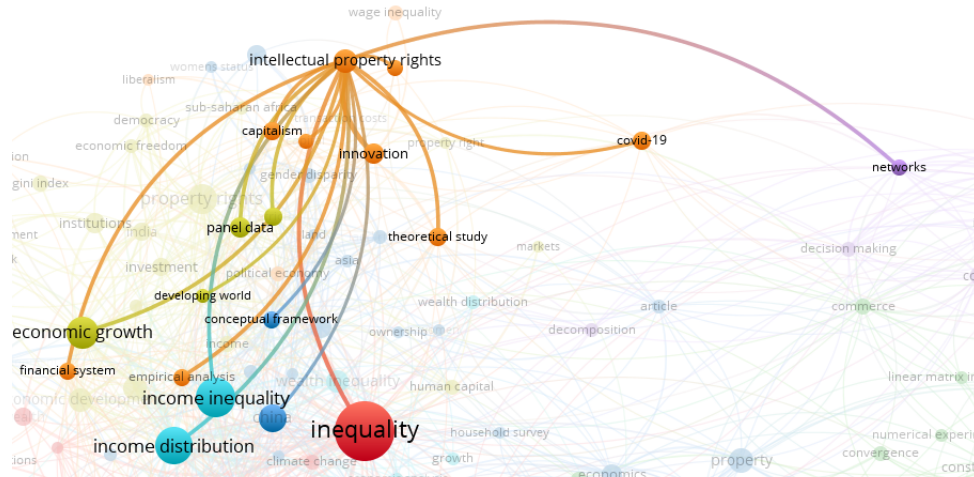 wage inequality
intellectual property rights
womens status
liberalism
sub-saharan africa
transaction costs
democracy
capitalism
covid-19
economic freedom
innovation
property right
networks
gender disparity
gini index
property rights
institutions
panel data
india
land
theoretical study
decision making
markets
investment
asia
political economy
developing world
wealth distribution
article
commerce
conceptual framework
economic growth
ownership
decomposition
income
financial system
empirical analysis
wealth inequality
human capital
linear matrix in
income inequality
china
inequality
household survey
numerical experi
income distribution
convergence
climate change
growth
property
economics
const